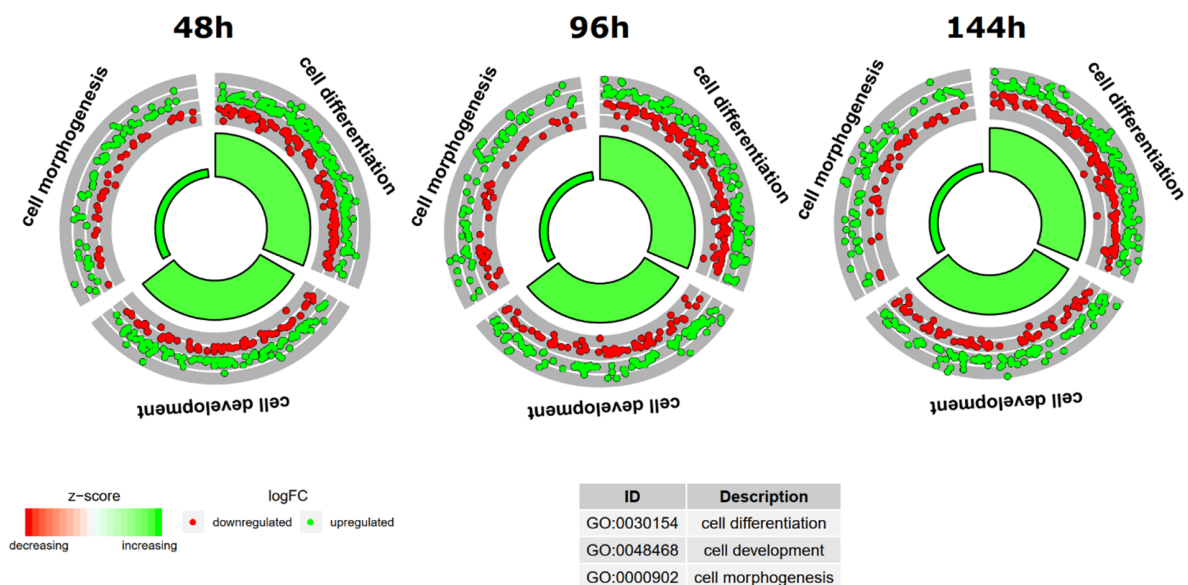 48h
cell morphogenesis
cell differentiation
cell development
96h
cell morphogenesis
cell differentiation
cell development
144h
cell morphogenesis
cell differentiation
cell development
z-score
decreasing increasing
logFC
downregulated upregulated
ID Description
GO:0030154 cell differentiation
GO:0048468 cell development
GO:0000902 cell morphogenesis